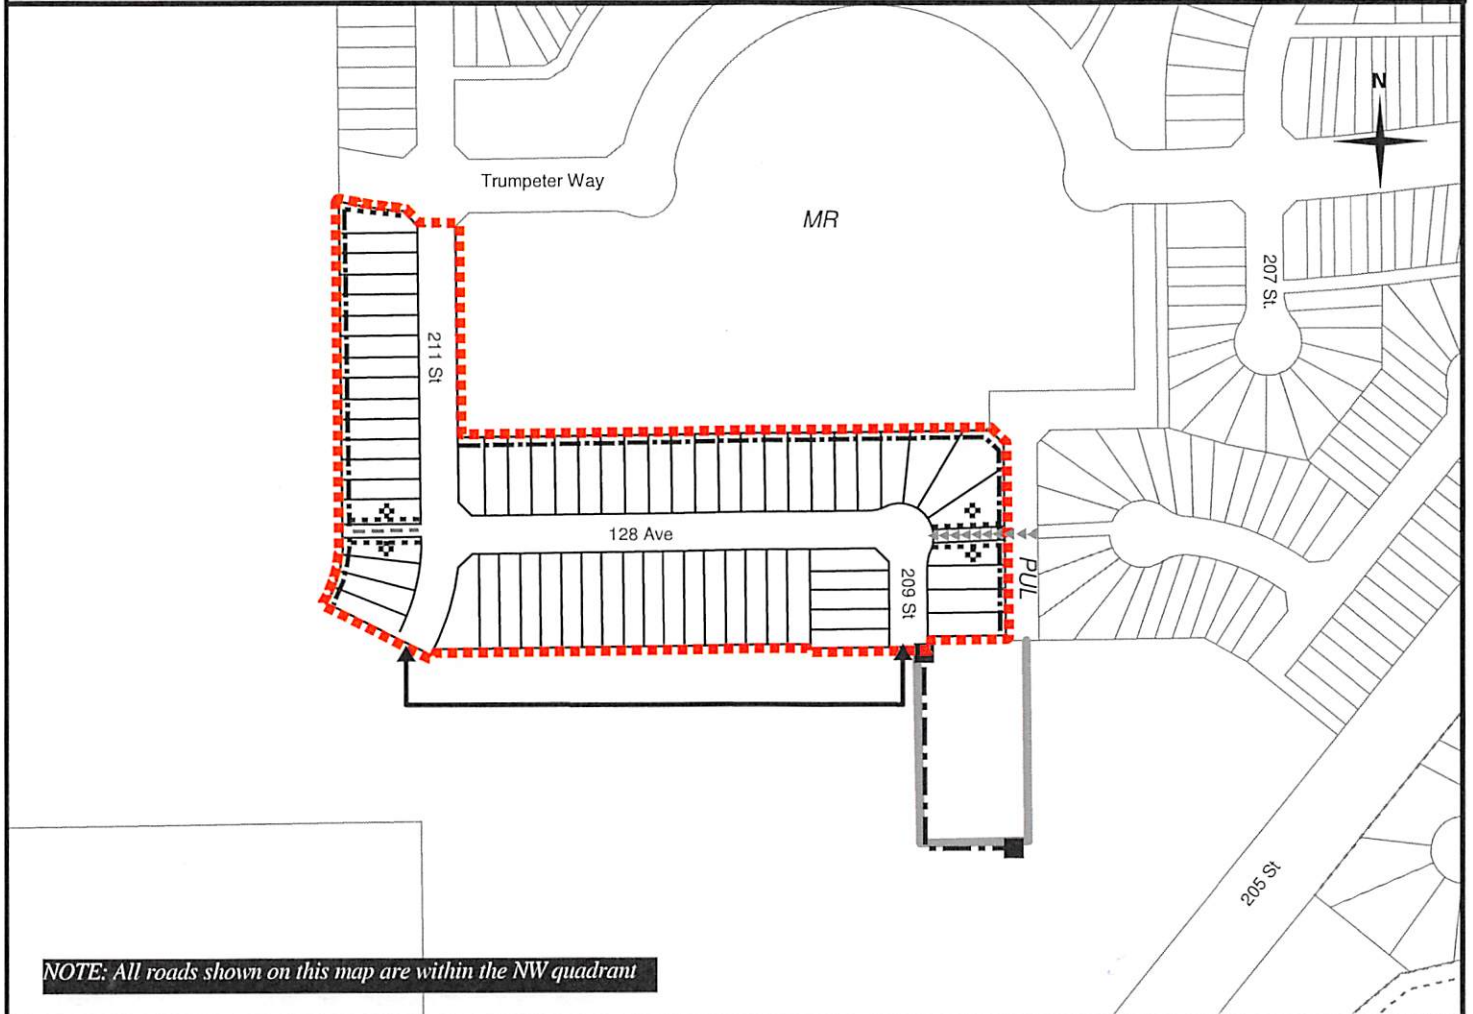 N
Trumpeter Way
MR
207 St.
211 St
128 Ave
209 St
PUL
205 St
NOTE: All roads shown on this map are within the NW quadrant